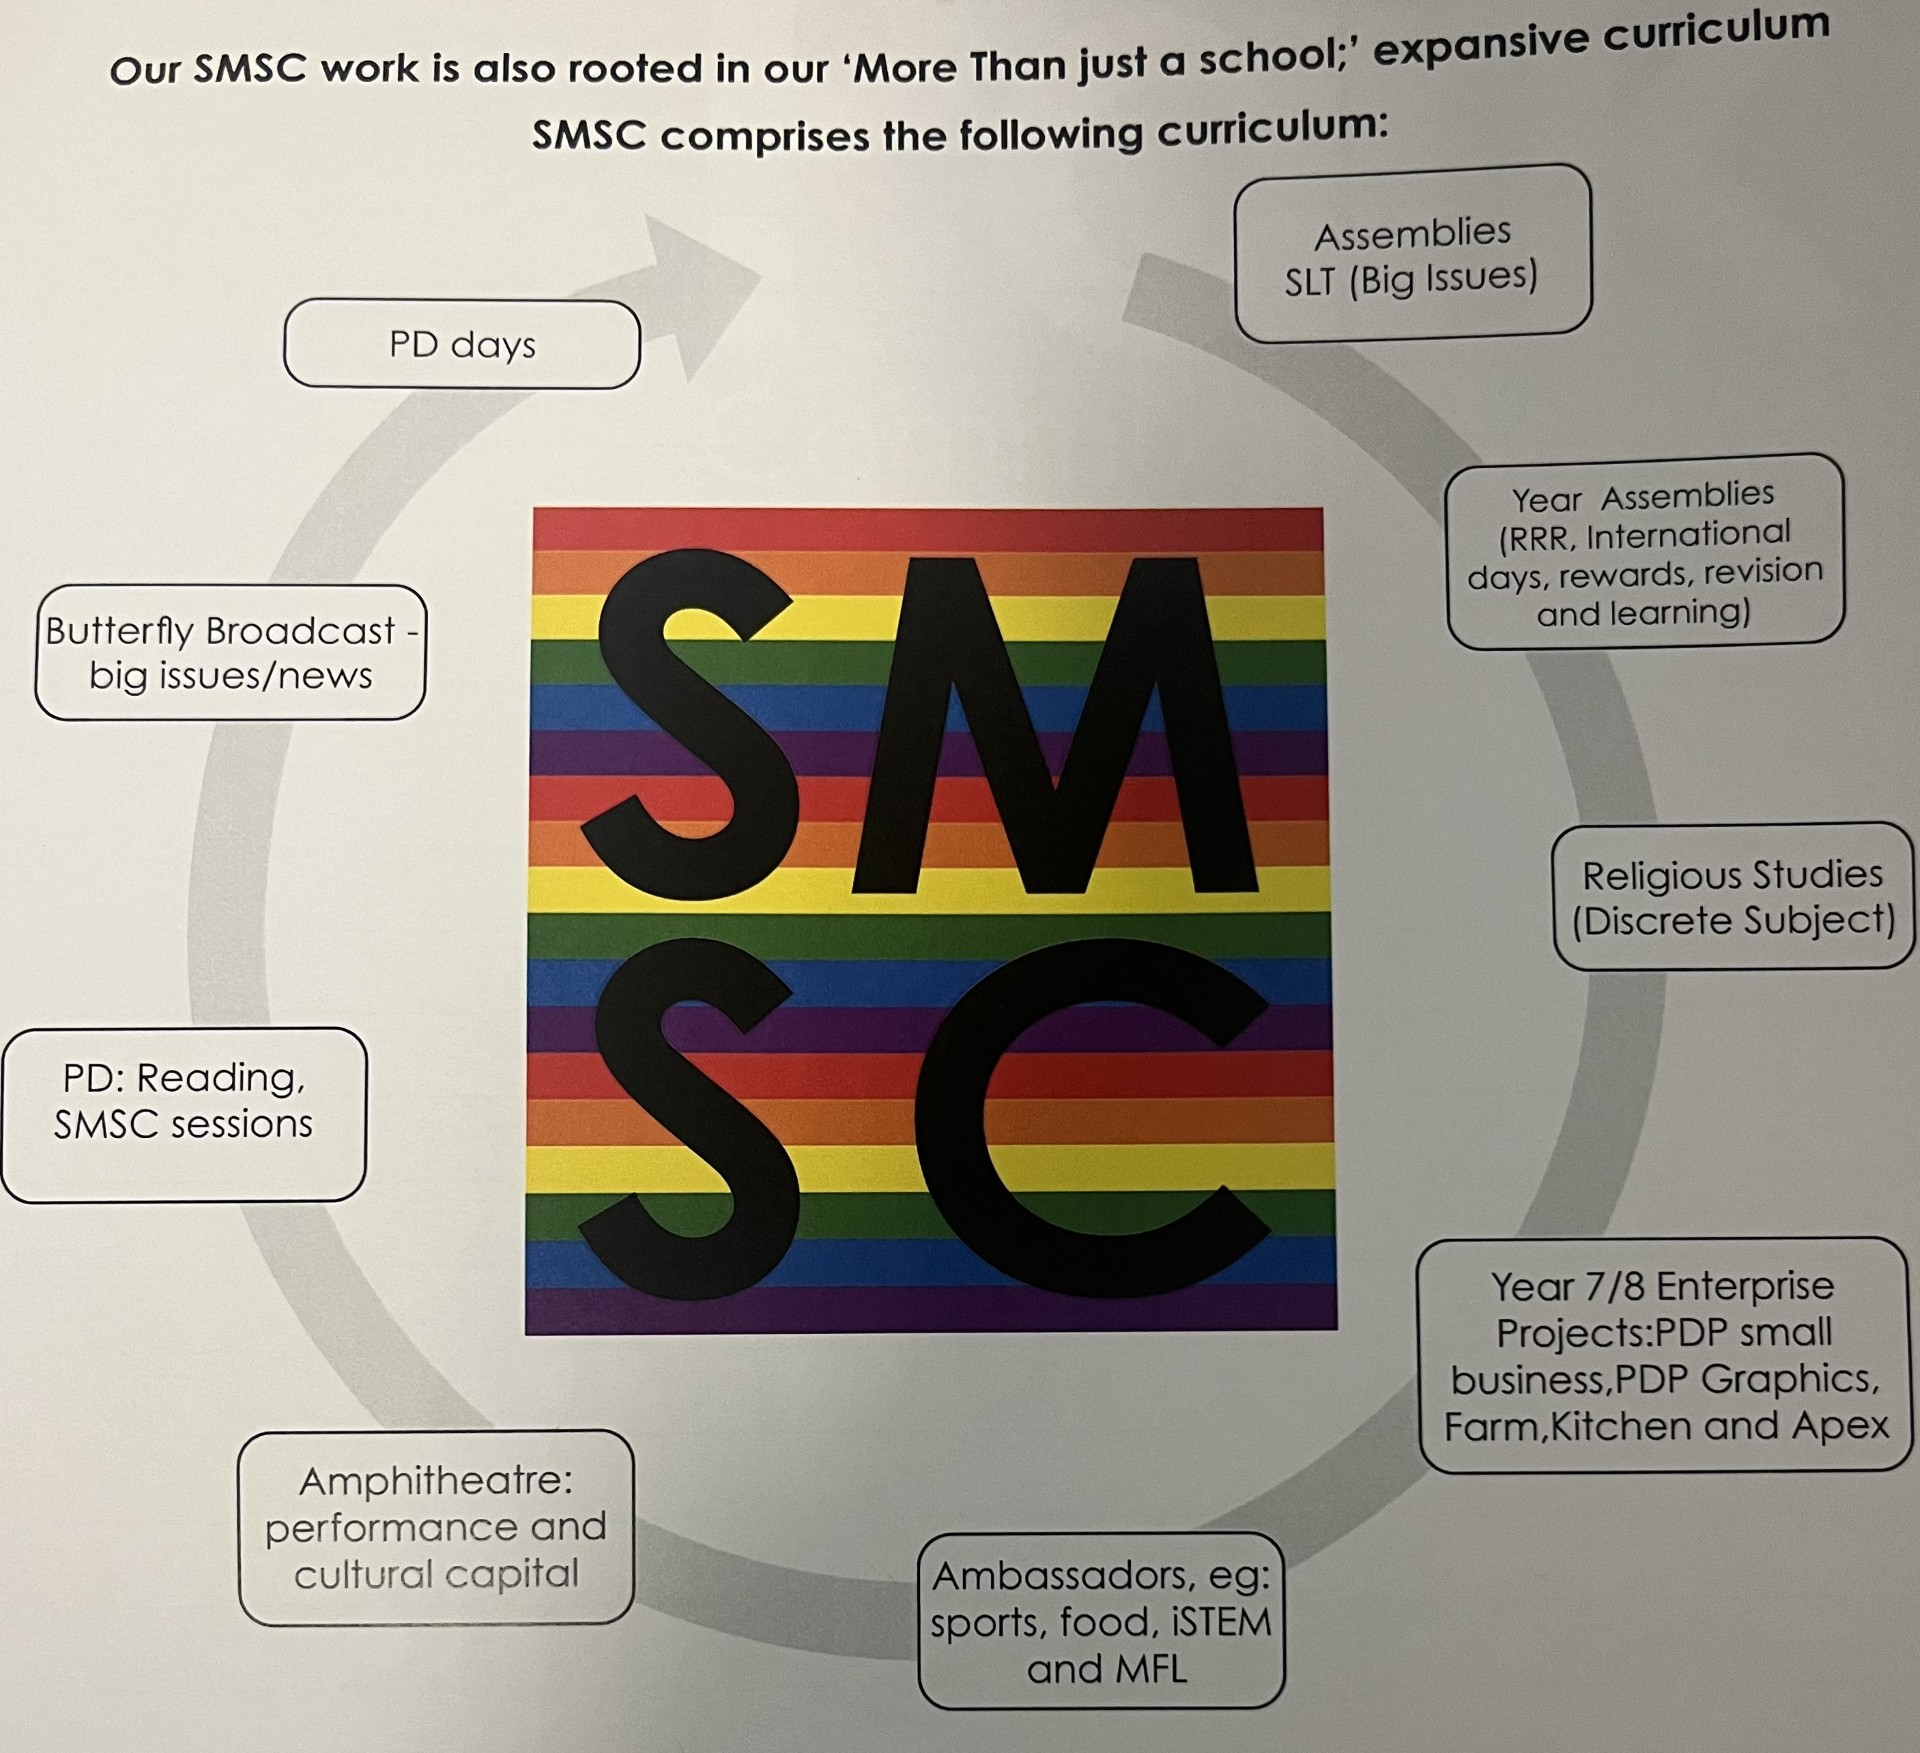 Our SMSC work is also rooted in our ‘More Than just a school;’ expansive curriculum
SMSC comprises the following curriculum:
Assemblies
SLT (Big Issues)
Year Assemblies
(RRR, International
days, rewards, revision
and learning)
Religious Studies
(Discrete Subject)
Year 7/8 Enterprise
Projects:PDP small
business,PDP Graphics,
Farm,Kitchen and Apex
Ambassadors, eg:
sports, food, iSTEM
and MFL
Amphitheatre:
performance and
cultural capital
PD: Reading,
SMSC sessions
Butterfly Broadcast -
big issues/news
PD days
SM
SC